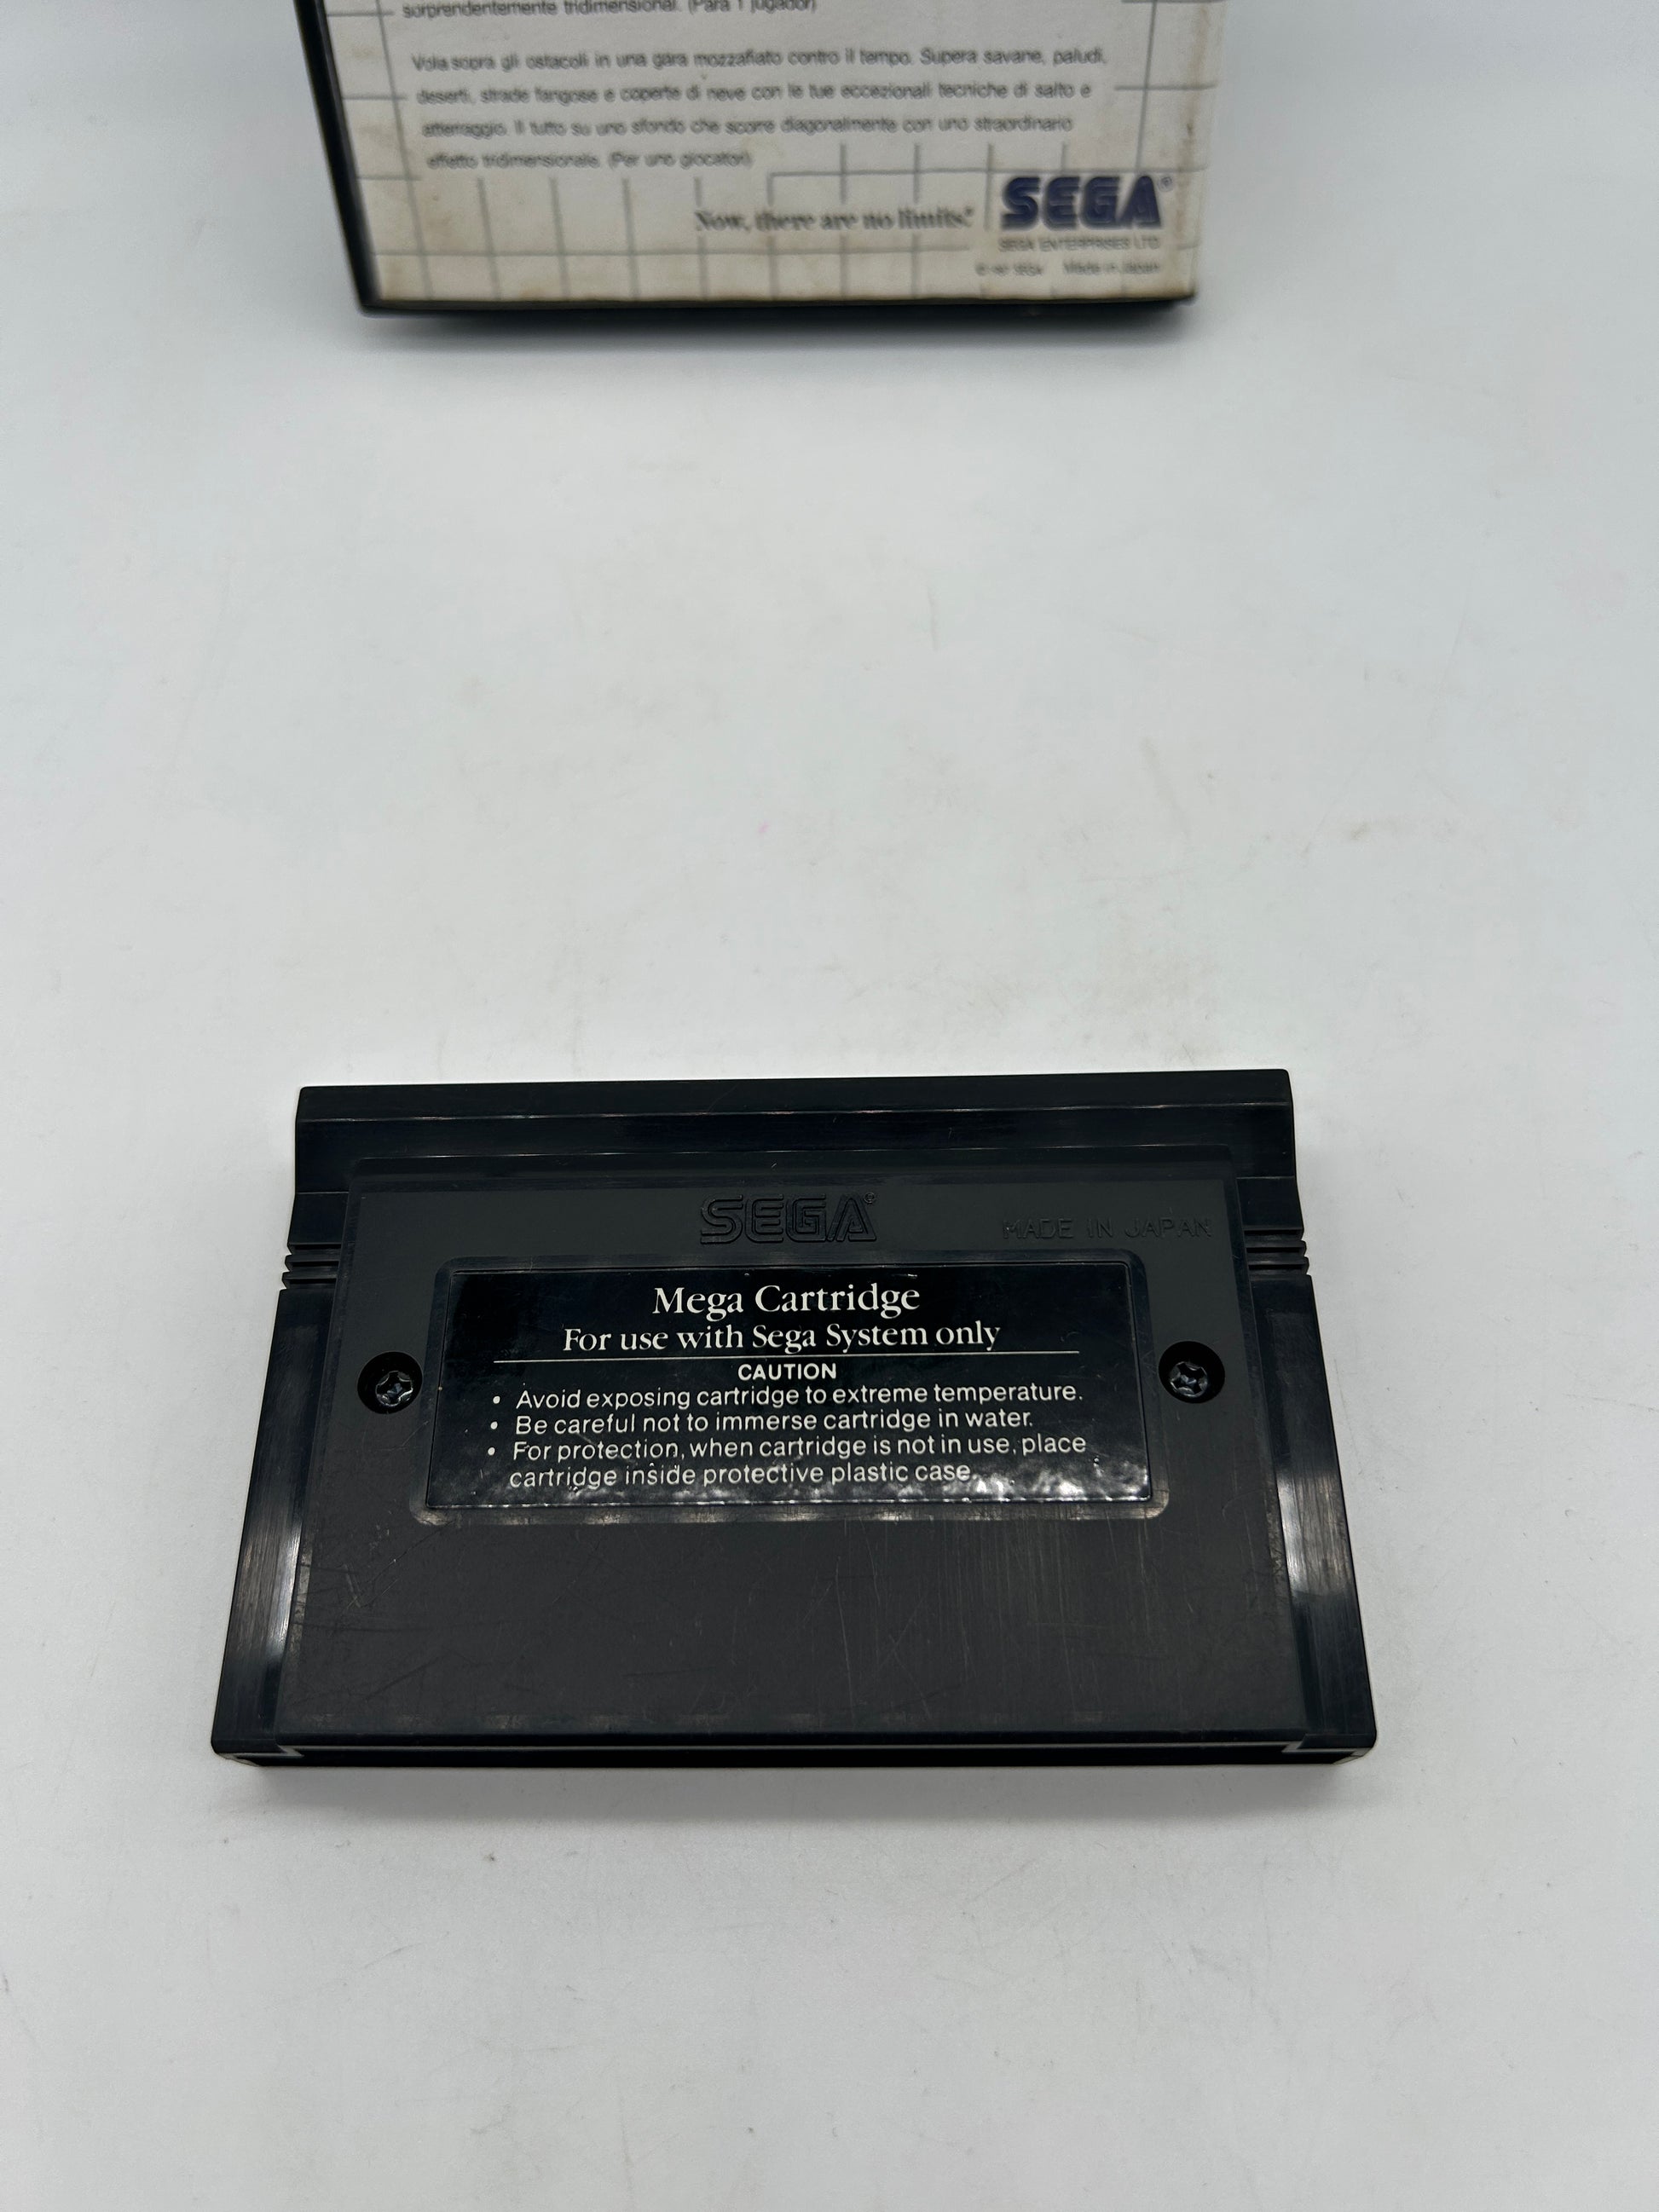 sorprendentemente tridimensional. (Para 1 jugador)
Vola sopra gli ostacoli in una gara mozzafiato contro il tempo. Supera savane, paludi,
deserti, strade fangose e coperte di neve con le tue eccezionali tecniche di salto e
atterraggio. Il tutto su uno sfondo che scorre diagonalmente con uno straordinario
effetto tridimensionale. (Per uno giocatori)
Now, there are no limits.
SEGA®
SEGA ENTERPRISES LTD.
SEGA Made in Japan
SEGA®
MADE IN JAPAN
Mega Cartridge
For use with Sega System only
CAUTION
• Avoid exposing cartridge to extreme temperature.
• Be careful not to immerse cartridge in water.
• For protection, when cartridge is not in use, place
cartridge inside protective plastic case.